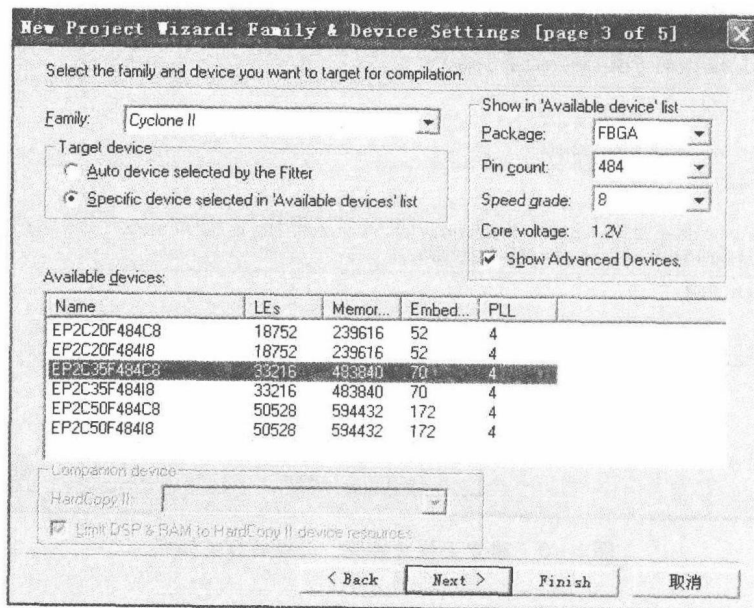 New Project Wizard: Family & Device Settings [page 3 of 5]
Select the family and device you want to target for compilation.
Family: Cyclone II
Target device
Auto device selected by the Filter
Specific device selected in 'Available devices' list
Show in 'Available device' list
Package: FBGA
Pin count: 484
Speed grade: 8
Core voltage: 1.2V
Show Advanced Devices.
Available devices:
Name LEs Memor... Embed... PLL
EP2C20F484C8 18752 239616 52 4
EP2C20F484I8 18752 239616 52 4
EP2C35F484C8 33216 483840 70 4
EP2C35F484I8 33216 483840 70 4
EP2C50F484C8 50528 594432 172 4
EP2C50F484I8 50528 594432 172 4
Companion device
HardCopy II:
Limit DSP & RAM to HardCopy II device resources
< Back Next > Finish 取消